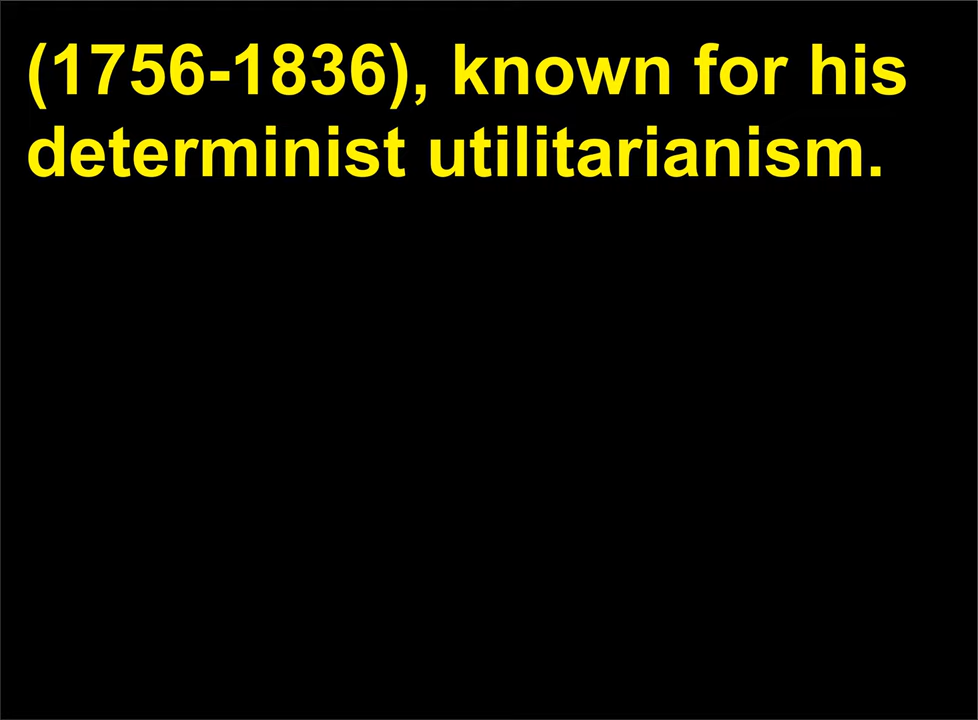 (1756-1836), known for his
determinist utilitarianism.